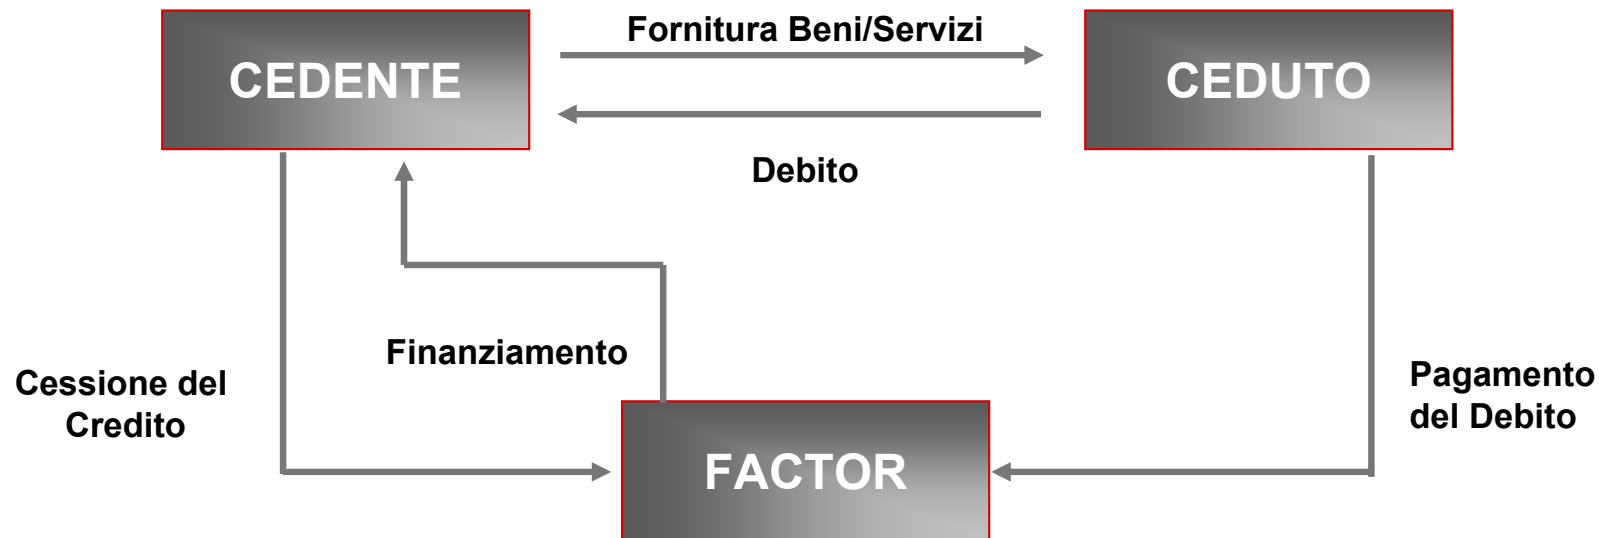 Fornitura Beni/Servizi
CEDENTE
CEDUTO
Debito
Finanziamento
Cessione del
Credito
Pagamento
del Debito
FACTOR